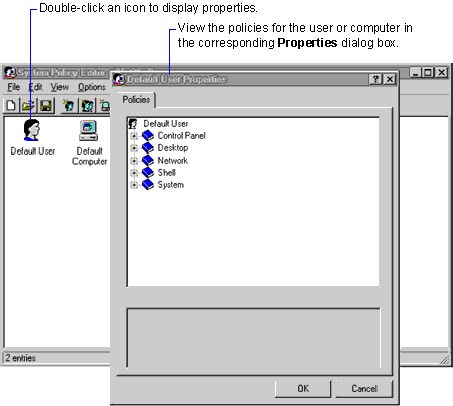 Double-click an icon to display properties.
View the policies for the user or computer in
the corresponding Properties dialog box.
System Policy Editor
Default User Properties
File Edit View Options
Policies
Default User
Control Panel
Desktop
Network
Shell
System
Default User
Default
Computer
2 entries
OK
Cancel